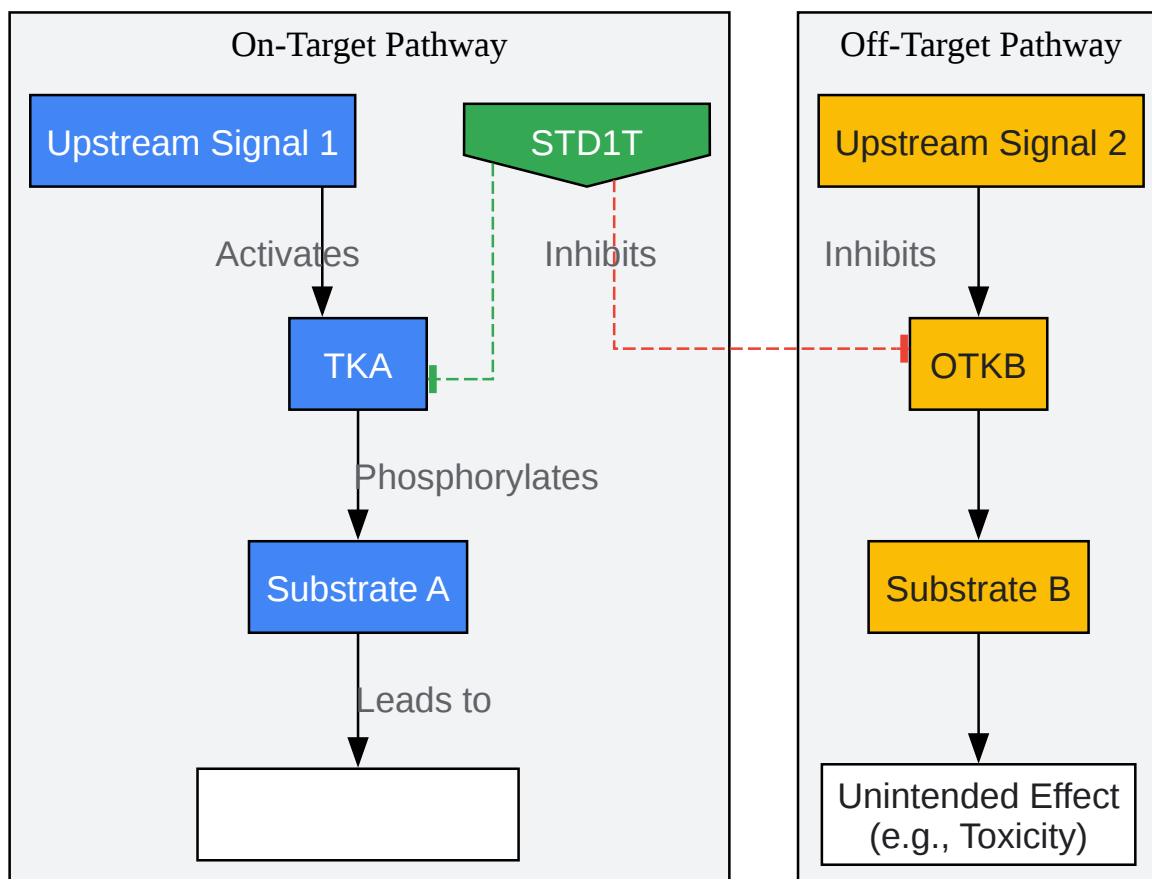 On-Target Pathway
Off-Target Pathway
Upstream Signal 1
STD1T
Upstream Signal 2
Activates
Inhibits
Inhibits
TKA
OTKB
Phosphorylates
Substrate A
Substrate B
Leads to
Unintended Effect
(e.g., Toxicity)